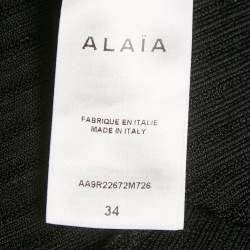 ALAÏA
FABRIQUE EN ITALIE
MADE IN ITALY
AA9R22672M726
34